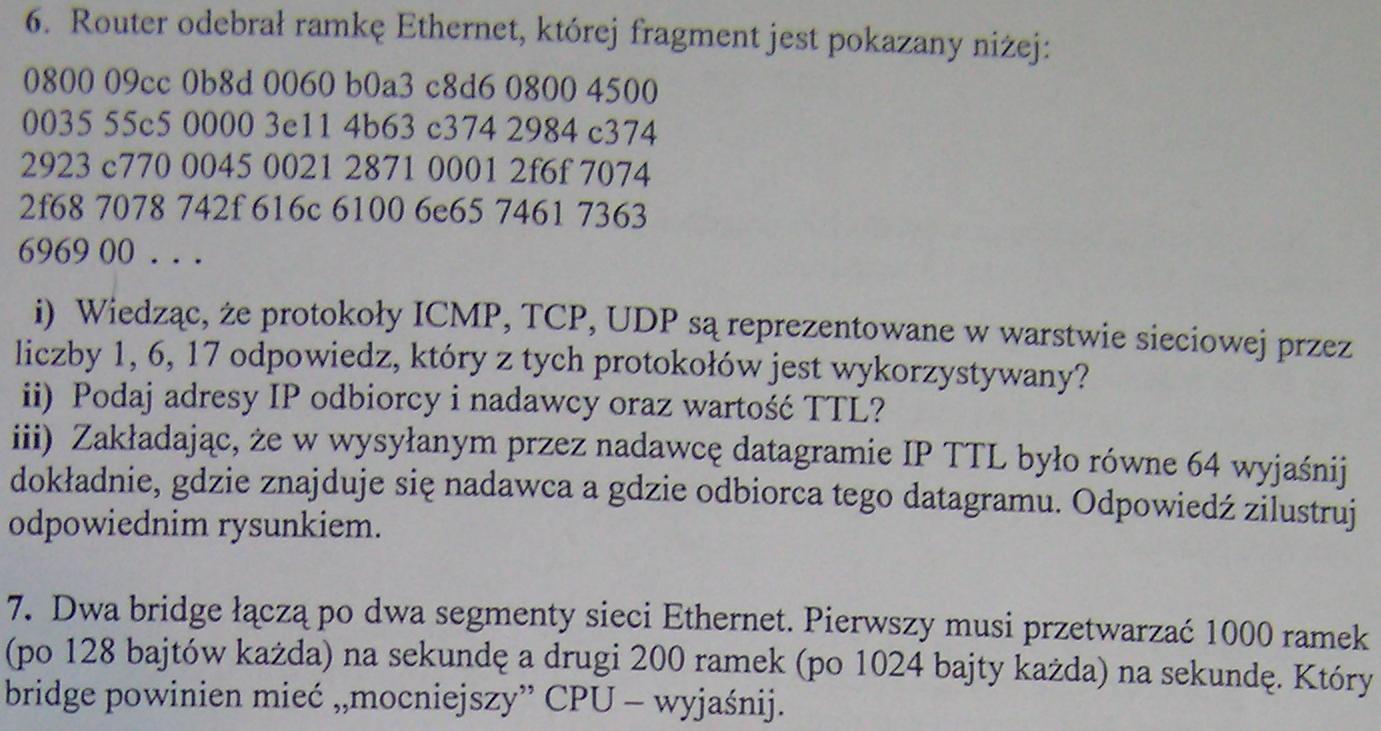 6. Router odebrał ramkę Ethernet, której fragment jest pokazany niżej:
0800 09cc 0b8d 0060 b0a3 c8d6 0800 4500
0035 55c5 0000 3e11 4b63 c374 2984 c374
2923 c770 0045 0021 2871 0001 2f6f 7074
2f68 7078 742f 616c 6100 6e65 7461 7363
6969 00 . . .
i) Wiedząc, że protokoły ICMP, TCP, UDP są reprezentowane w warstwie sieciowej przez
liczby 1, 6, 17 odpowiedz, który z tych protokołów jest wykorzystywany?
ii) Podaj adresy IP odbiorcy i nadawcy oraz wartość TTL?
iii) Zakładając, że w wysyłanym przez nadawcę datagramie IP TTL było równe 64 wyjaśnij
dokładnie, gdzie znajduje się nadawca a gdzie odbiorca tego datagramu. Odpowiedź zilustruj
odpowiednim rysunkiem.
7. Dwa bridge łączą po dwa segmenty sieci Ethernet. Pierwszy musi przetwarzać 1000 ramek
(po 128 bajtów każda) na sekundę a drugi 200 ramek (po 1024 bajty każda) na sekundę. Który
bridge powinien mieć „mocniejszy” CPU – wyjaśnij.